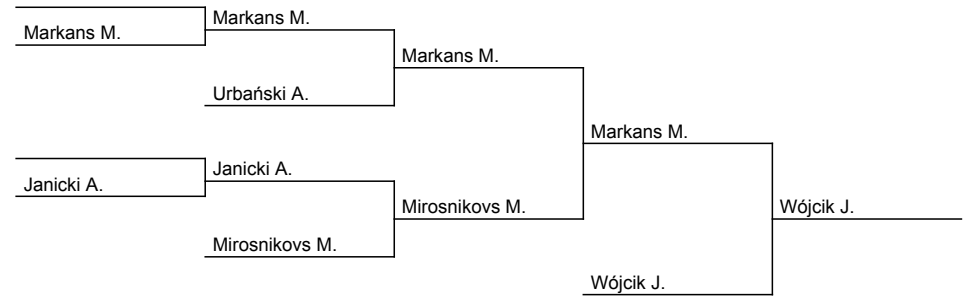 Markans M.
Markans M.
Markans M.
Urbański A.
Markans M.
Janicki A.
Janicki A.
Mirosnikovs M.
Wójcik J.
Mirosnikovs M.
Wójcik J.